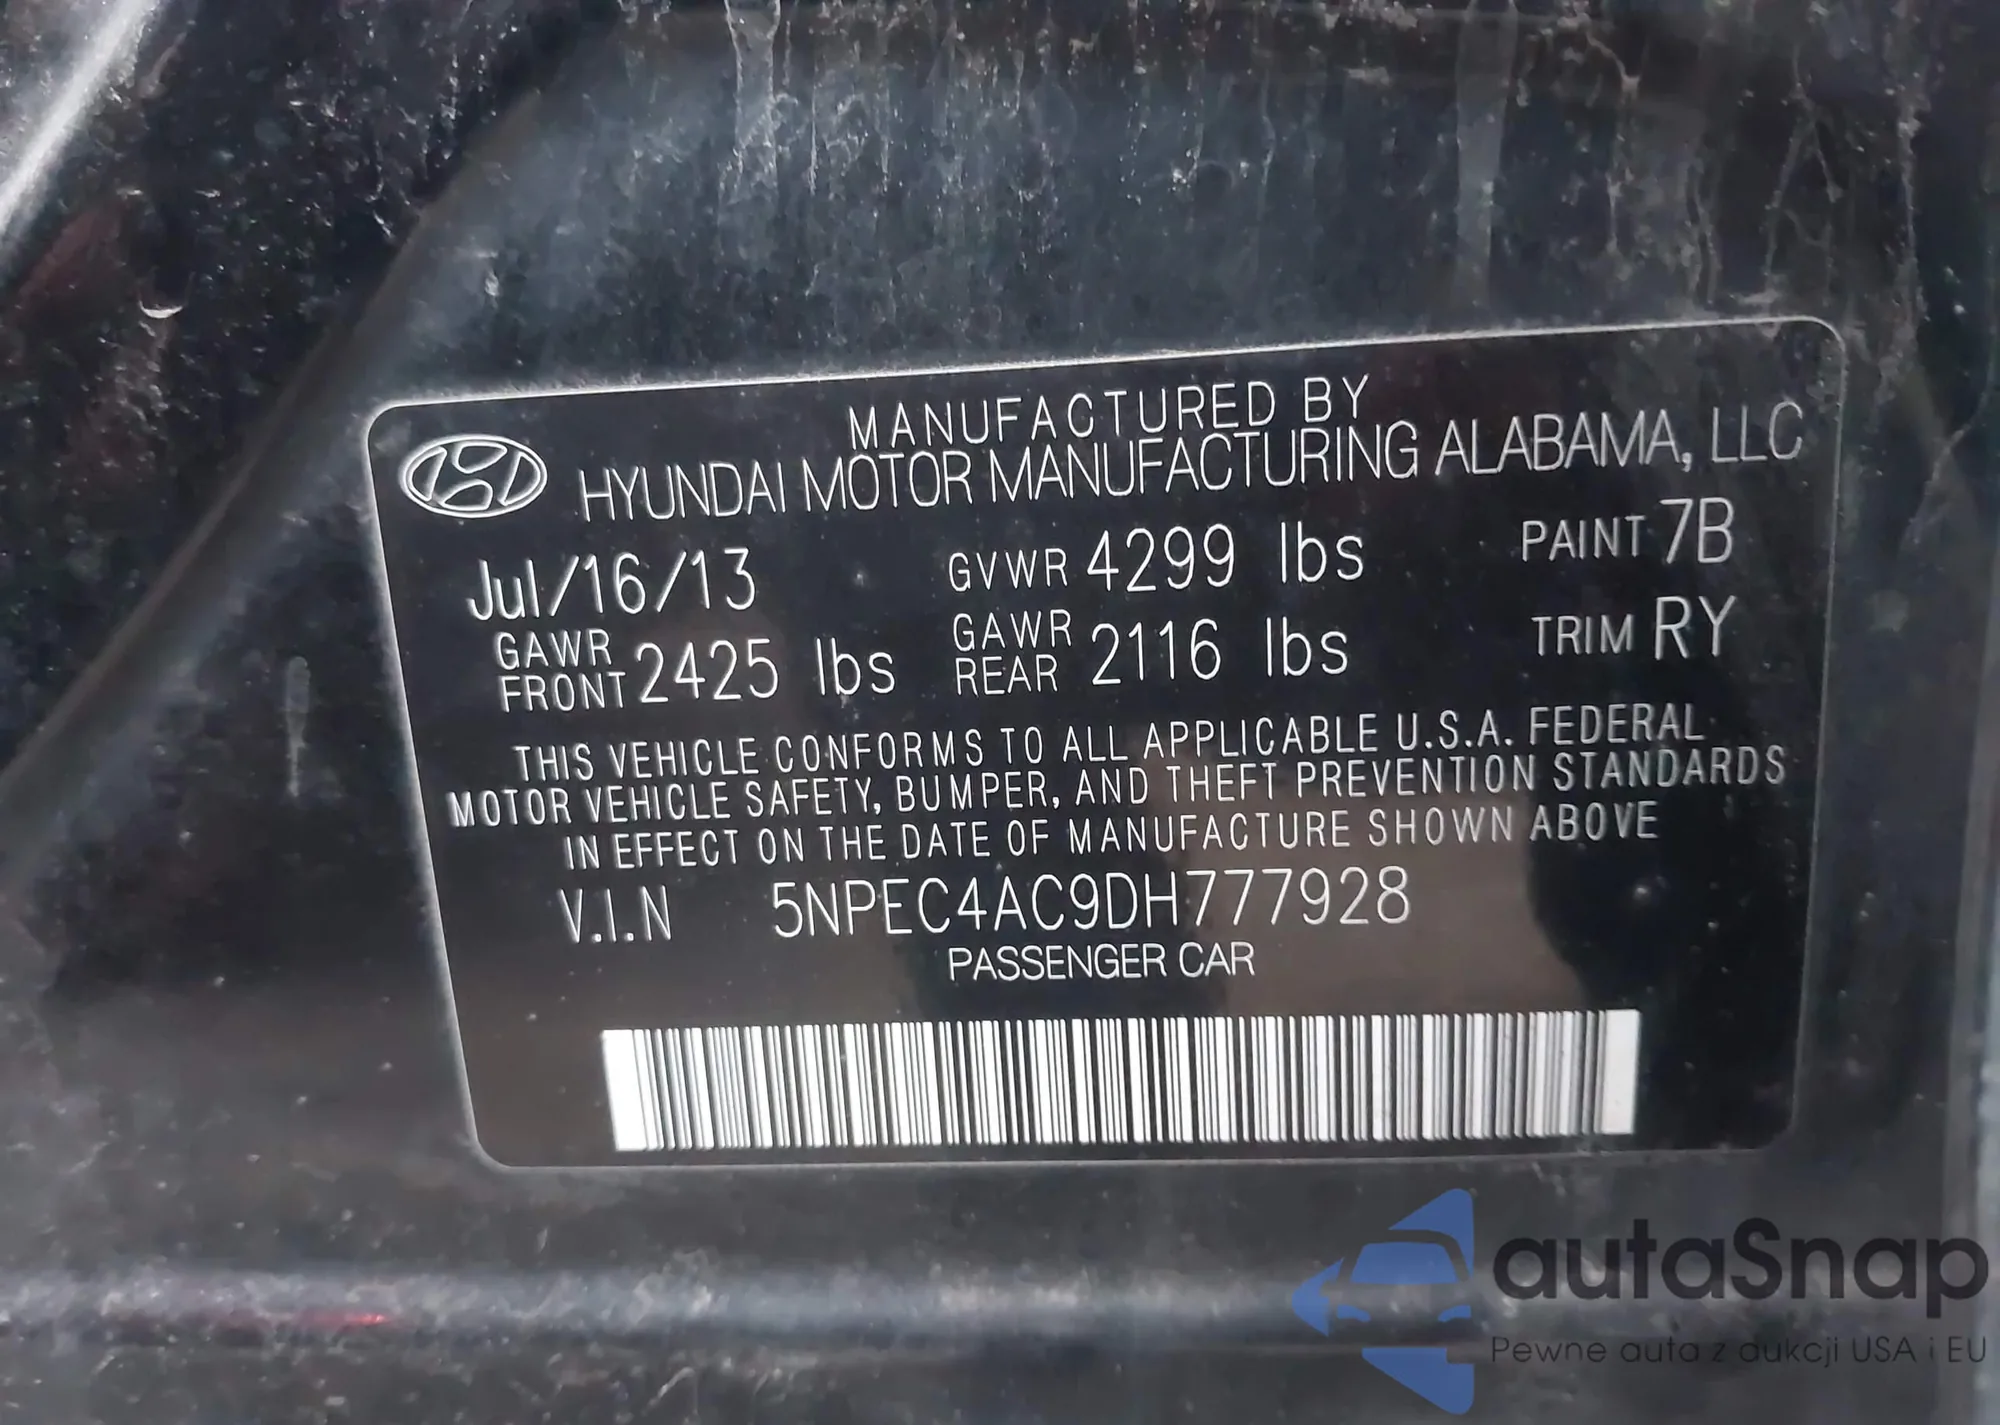 MANUFACTURED BY
HYUNDAI MOTOR MANUFACTURING ALABAMA, LLC
Jul/16/13 GVWR 4299 lbs PAINT 7B
GAWR FRONT 2425 lbs GAWR REAR 2116 lbs TRIM RY
THIS VEHICLE CONFORMS TO ALL APPLICABLE U.S.A. FEDERAL
MOTOR VEHICLE SAFETY, BUMPER, AND THEFT PREVENTION STANDARDS
IN EFFECT ON THE DATE OF MANUFACTURE SHOWN ABOVE
V.I.N 5NPEC4AC9DH777928
PASSENGER CAR
autaSnap
Pewne auta z aukcji USA i EU